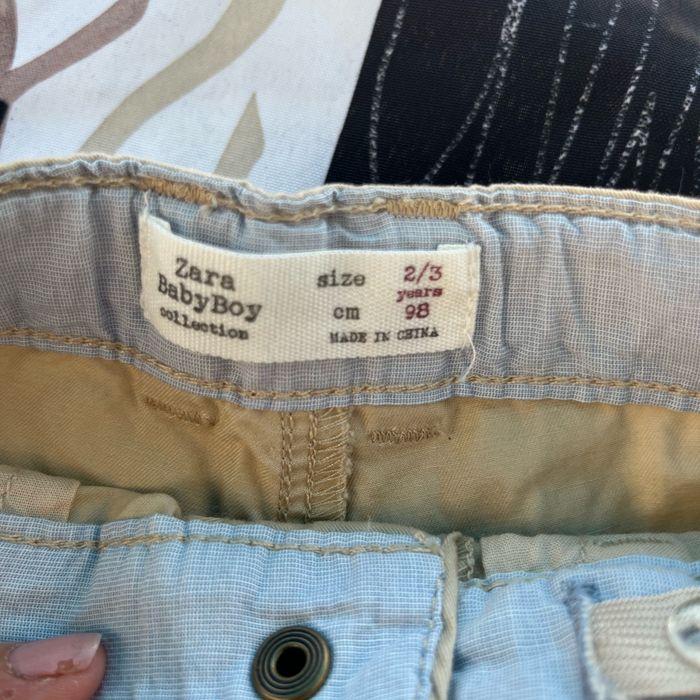 Zara
BabyBoy
collection
size 2/3
years
cm 98
MADE IN CHINA